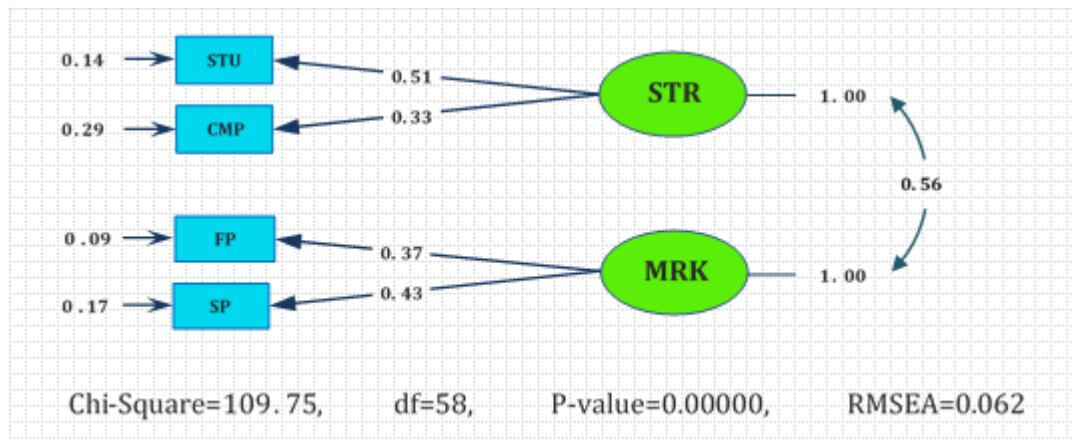 0.14 STU
0.51
STR 1.00
0.29 CMP
0.33
0.56
0.09 FP
0.37
MRK 1.00
0.17 SP
0.43
Chi-Square=109.75, df=58, P-value=0.00000, RMSEA=0.062